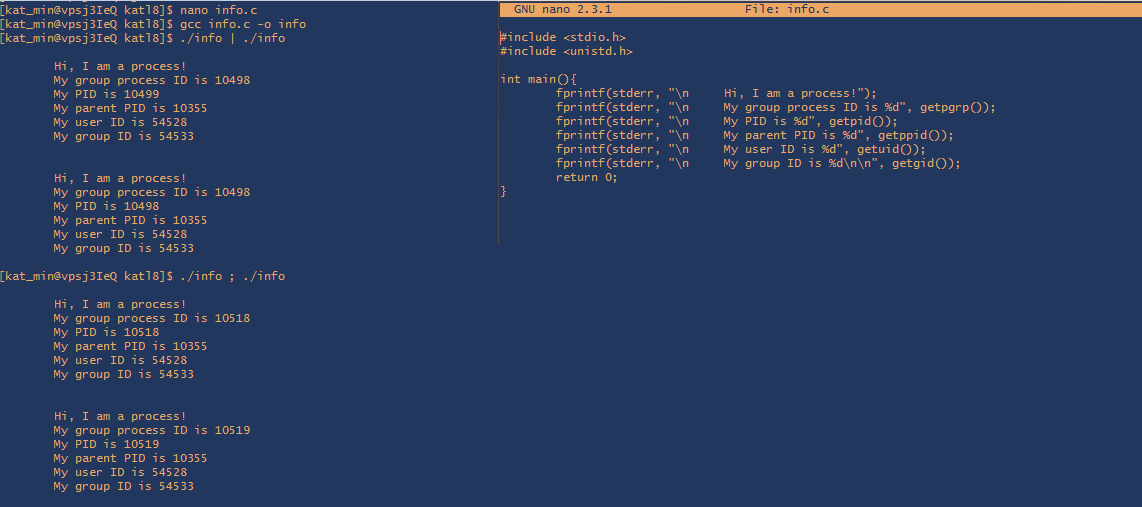 [kat_min@vpsj3IeQ katl8]$ nano info.c
[kat_min@vpsj3IeQ katl8]$ gcc info.c -o info
[kat_min@vpsj3IeQ katl8]$ ./info | ./info
Hi, I am a process!
My group process ID is 10498
My PID is 10499
My parent PID is 10355
My user ID is 54528
My group ID is 54533
Hi, I am a process!
My group process ID is 10498
My PID is 10498
My parent PID is 10355
My user ID is 54528
My group ID is 54533
[kat_min@vpsj3IeQ katl8]$ ./info ; ./info
Hi, I am a process!
My group process ID is 10518
My PID is 10518
My parent PID is 10355
My user ID is 54528
My group ID is 54533
Hi, I am a process!
My group process ID is 10519
My PID is 10519
My parent PID is 10355
My user ID is 54528
My group ID is 54533
GNU nano 2.3.1 File: info.c
#include <stdio.h>
#include <unistd.h>
int main(){
fprintf(stderr, "\n     Hi, I am a process!");
fprintf(stderr, "\n     My group process ID is %d", getpgrp());
fprintf(stderr, "\n     My PID is %d", getpid());
fprintf(stderr, "\n     My parent PID is %d", getppid());
fprintf(stderr, "\n     My user ID is %d", getuid());
fprintf(stderr, "\n     My group ID is %d\n\n", getgid());
return 0;
}